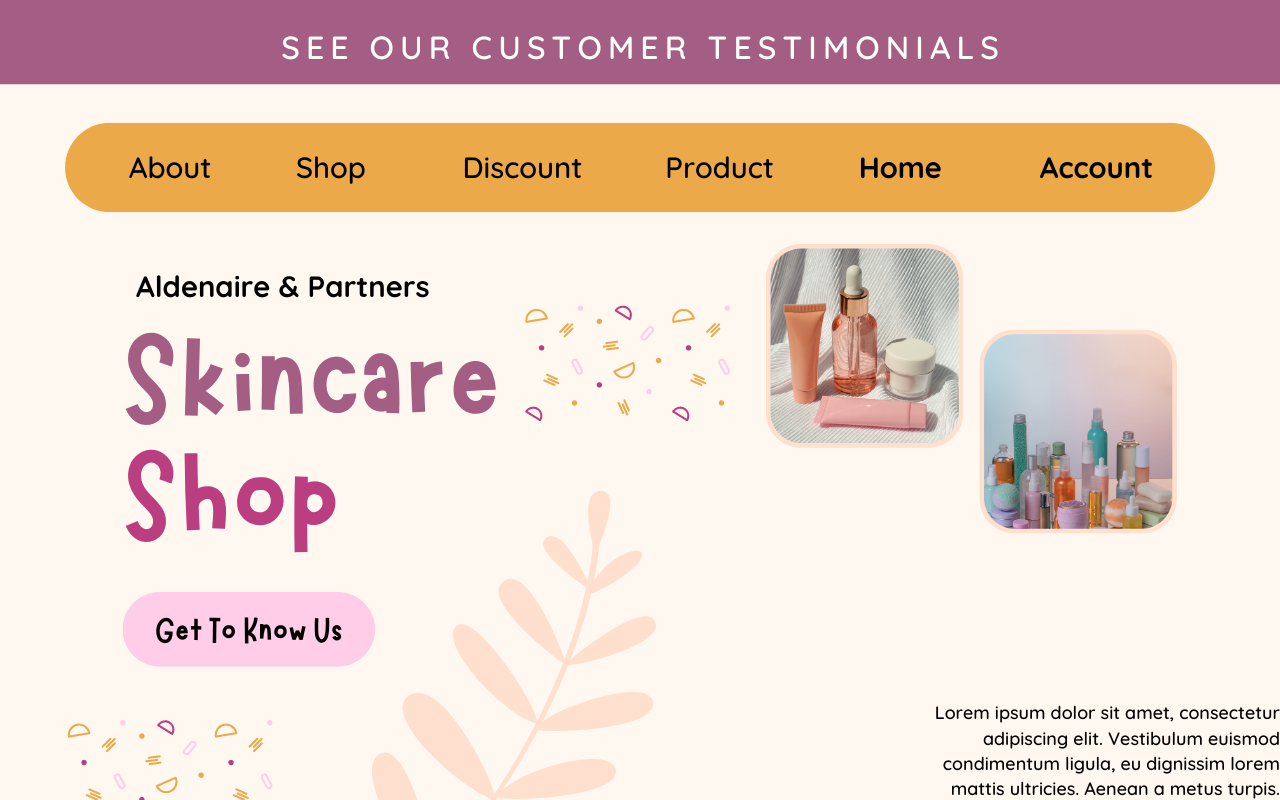 SEE OUR CUSTOMER TESTIMONIALS
About Shop Discount Product Home Account
Aldenaire & Partners
Skincare
Shop
Get To Know Us
Lorem ipsum dolor sit amet, consectetur
adipiscing elit. Vestibulum euismod
condimentum ligula, eu dignissim lorem
mattis ultricies. Aenean a metus turpis.